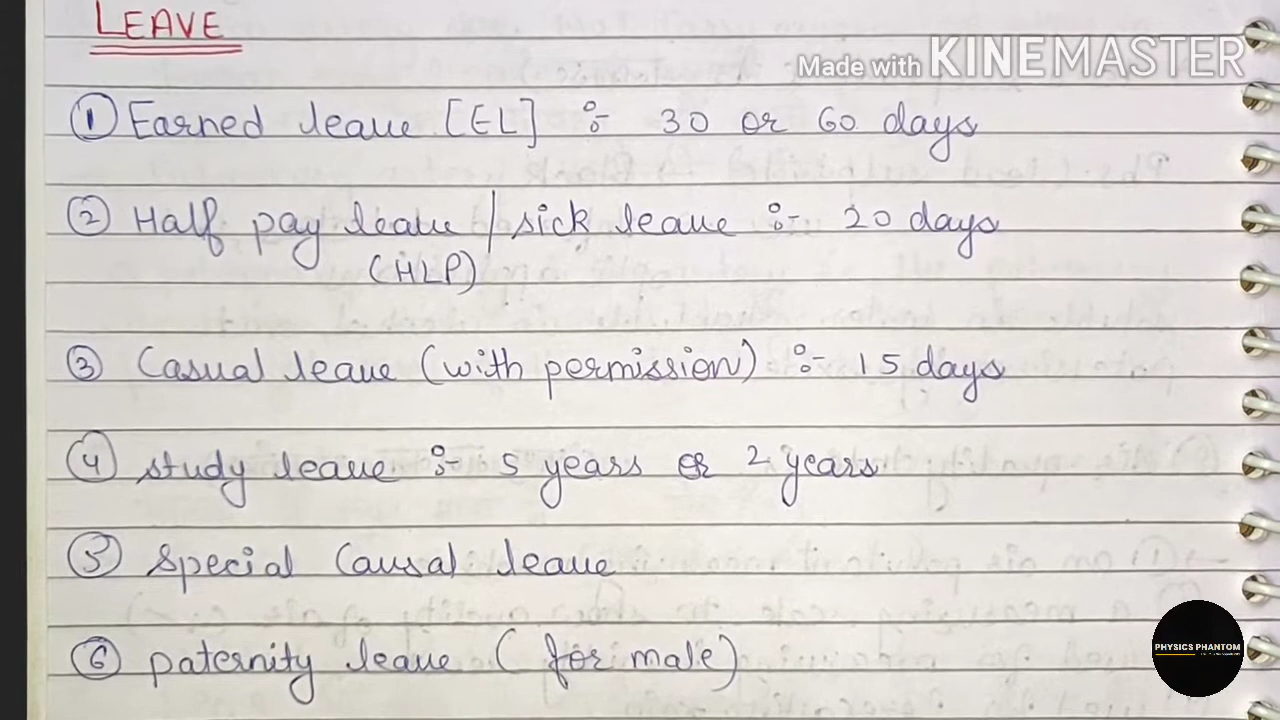 LEAVE
Made with KINEMASTER
① Earned leave [EL] :- 30 or 60 days
② Half pay leave / sick leave :- 20 days
(HLP)
③ Casual leave (with permission) :- 15 days
④ study leave :- 5 years or 2 years
⑤ special Causal leave
⑥ paternity leave ( for male)
PHYSICS PHANTOM